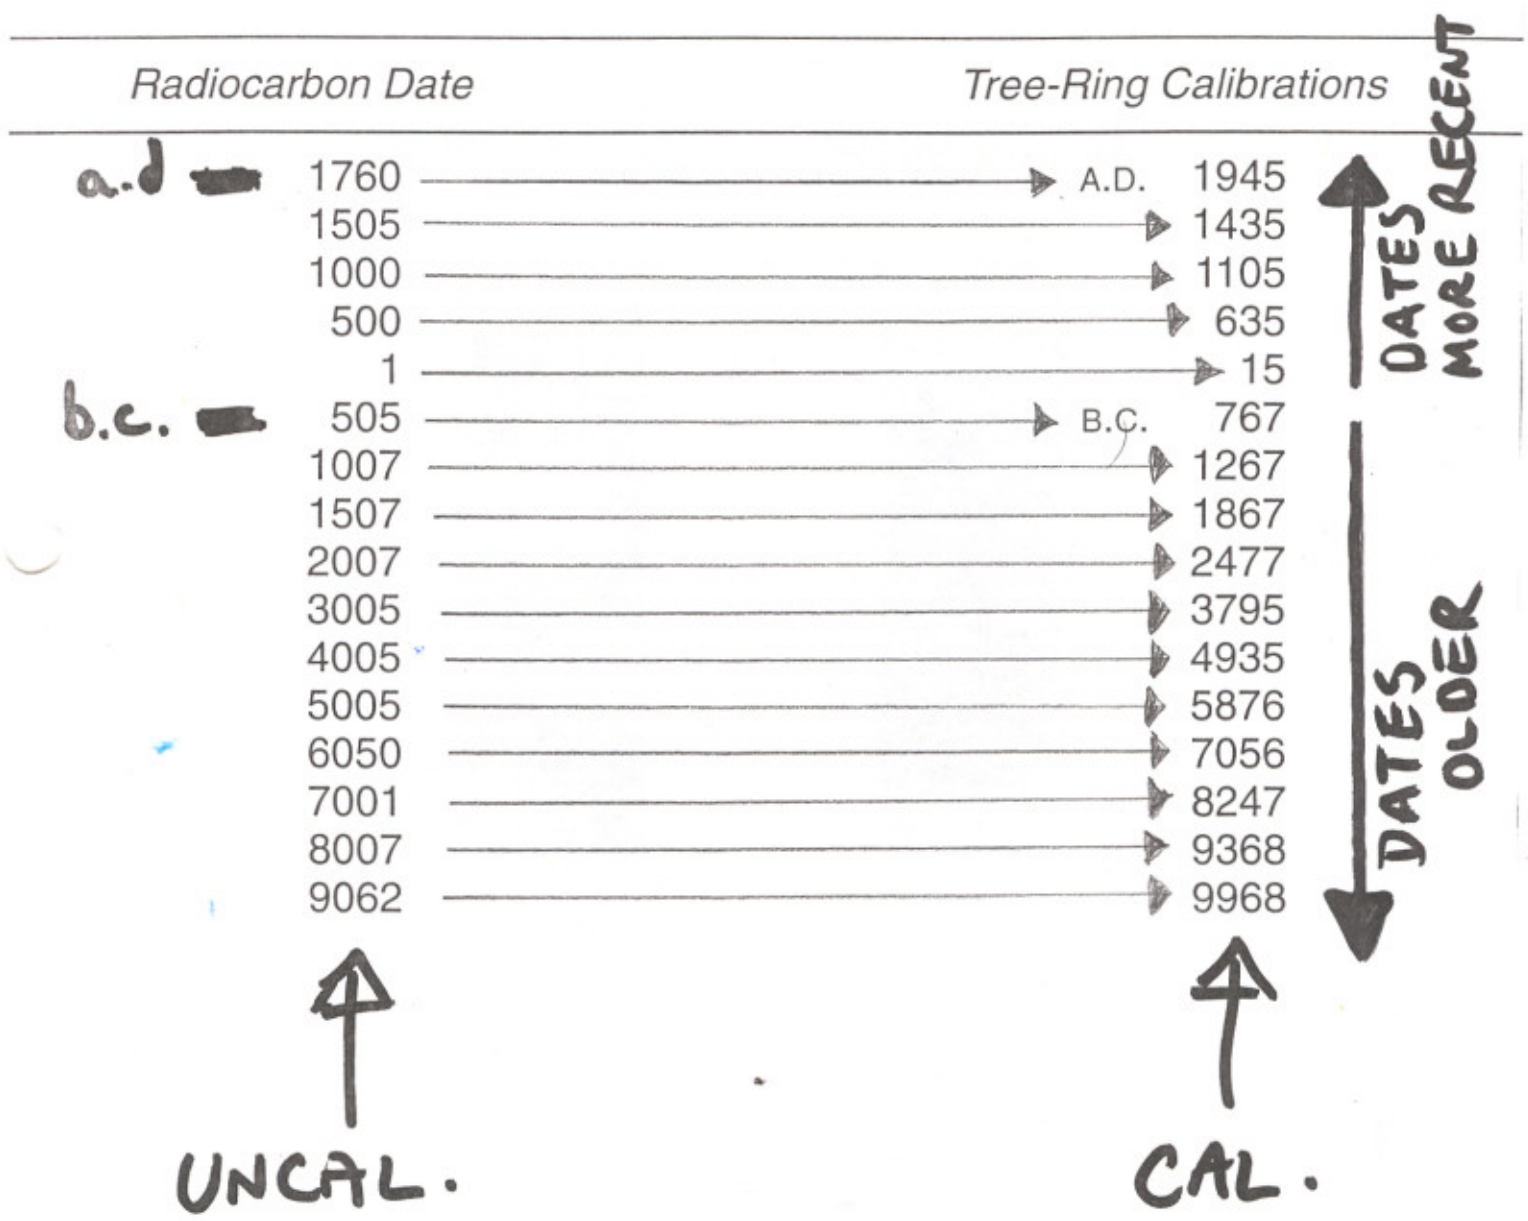 Radiocarbon Date Tree-Ring Calibrations
a.d 1760 A.D. 1945
1505 1435
1000 1105
500 635
1 15
b.c. 505 B.C. 767
1007 1267
1507 1867
2007 2477
3005 3795
4005 4935
5005 5876
6050 7056
7001 8247
8007 9368
9062 9968
DATES
MORE RECENT
DATES
OLDER
UNCAL. CAL.